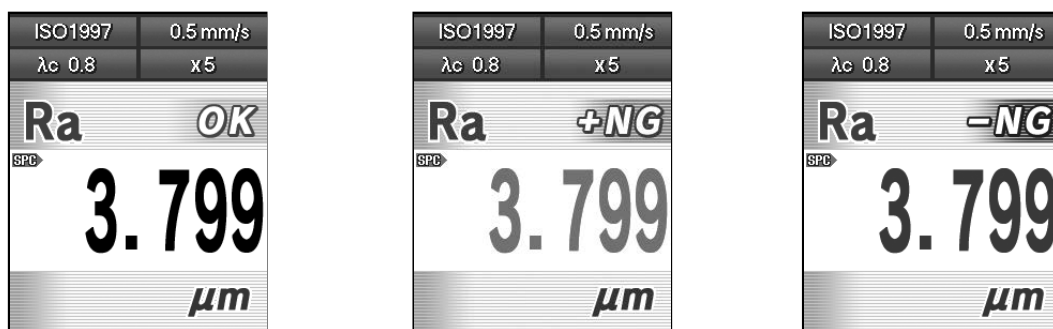 ISO1997 0.5 mm/s
λc 0.8 x5
Ra OK
SPC
3.799
µm
ISO1997 0.5 mm/s
λc 0.8 x5
Ra +NG
SPC
3.799
µm
ISO1997 0.5 mm/s
λc 0.8 x5
Ra -NG
SPC
3.799
µm